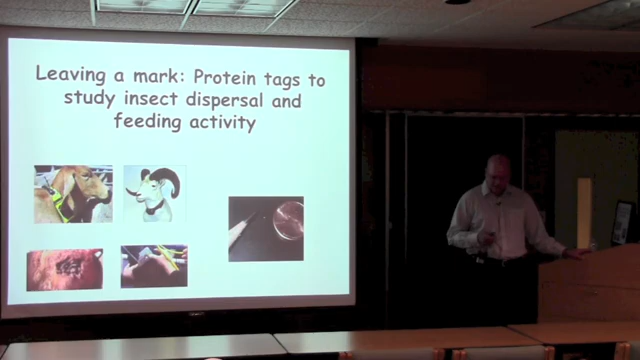 Leaving a mark: Protein tags to
study insect dispersal and
feeding activity